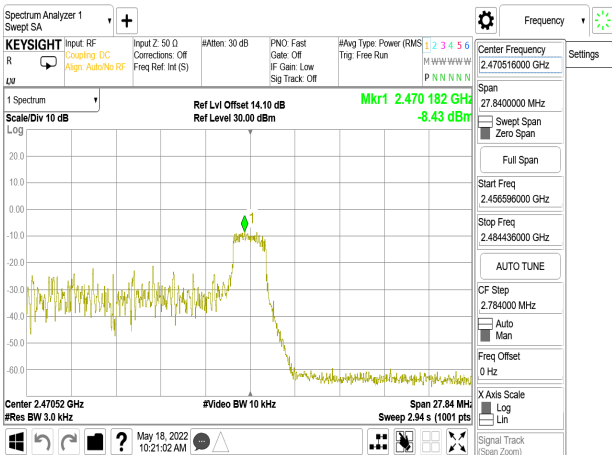 Spectrum Analyzer 1
Swept SA
+
Frequency
KEYSIGHT
R
Input: RF
Coupling: DC
Align: Auto/No RF
Input Z: 50 Ω
Corrections: Off
Freq Ref: Int (S)
#Atten: 30 dB
PNO: Fast
Gate: Off
IF Gain: Low
Sig Track: Off
#Avg Type: Power (RMS
Trig: Free Run
1 2 3 4 5 6
M W W W W W
P N N N N N
1 Spectrum
Scale/Div 10 dB
Log
Ref Lvl Offset 14.10 dB
Ref Level 30.00 dBm
Mkr1 2.470 182 GHz
-8.43 dBm
20.0
10.0
0.00
-10.0
-20.0
-30.0
-40.0
-50.0
-60.0
1
Center 2.47052 GHz
#Res BW 3.0 kHz
#Video BW 10 kHz
Span 27.84 MHz
Sweep 2.94 s (1001 pts)
?
May 18, 2022
10:21:02 AM
Center Frequency
2.470516000 GHz
Settings
Span
27.8400000 MHz
Swept Span
Zero Span
Full Span
Start Freq
2.456596000 GHz
Stop Freq
2.484436000 GHz
AUTO TUNE
CF Step
2.784000 MHz
Auto
Man
Freq Offset
0 Hz
X Axis Scale
Log
Lin
Signal Track
(Span Zoom)